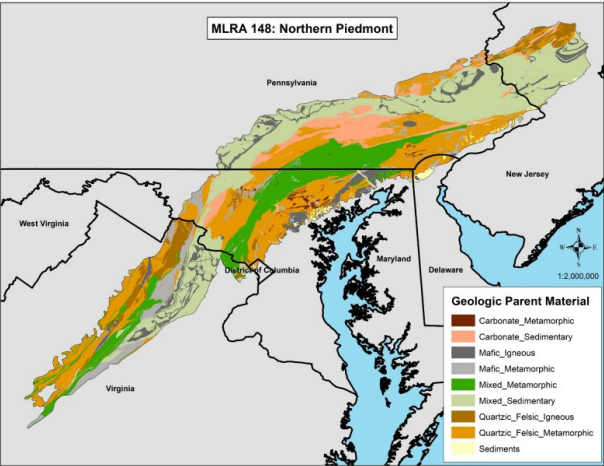 MLRA 148: Northern Piedmont
Pennsylvania
New Jersey
West Virginia
District of Columbia
Maryland
Delaware
Virginia
N
W E
S
1:2,000,000
Geologic Parent Material
Carbonate_Metamorphic
Carbonate_Sedimentary
Mafic_Igneous
Mafic_Metamorphic
Mixed_Metamorphic
Mixed_Sedimentary
Quartzic_Felsic_Igneous
Quartzic_Felsic_Metamorphic
Sediments